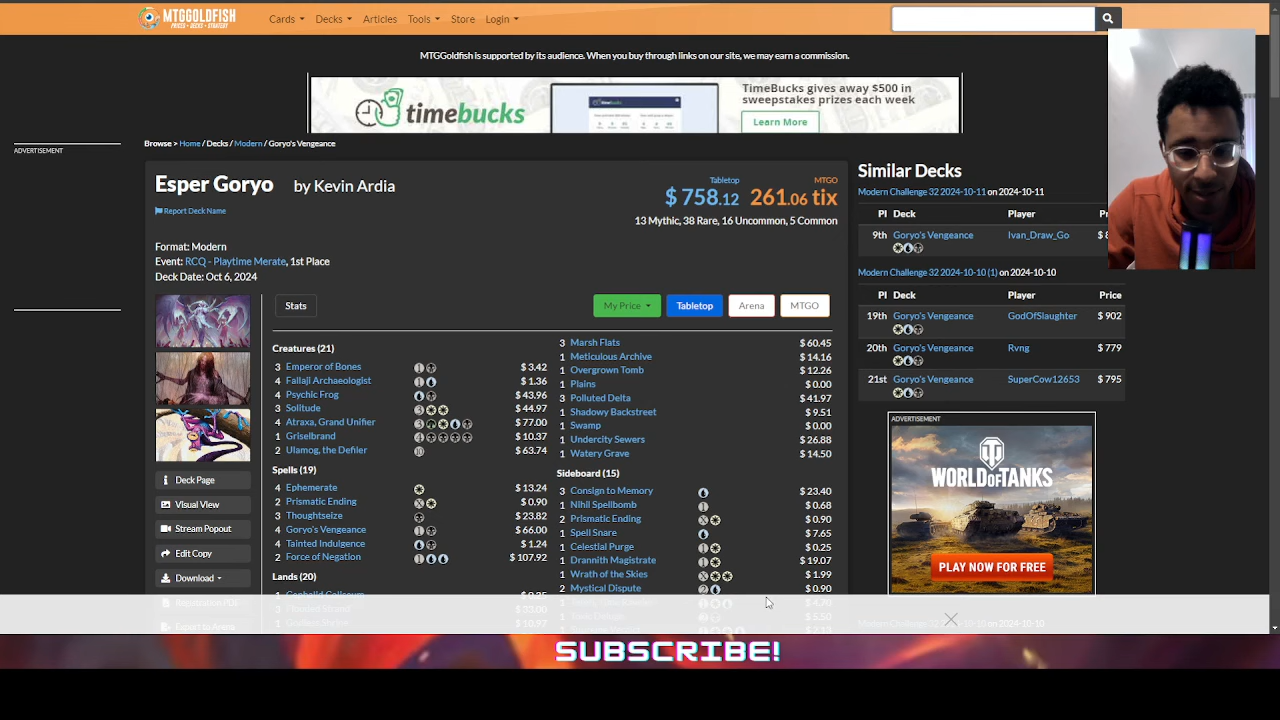 MTGGOLDFISH
PRICES • DECKS • STRATEGY
Cards
Decks
Articles
Tools
Store
Login
MTGGoldfish is supported by its audience. When you buy through links on our site, we may earn a commission.
timebucks
TimeBucks gives away $500 in
sweepstakes prizes each week
Learn More
ADVERTISEMENT
Browse > Home / Decks / Modern / Goryo's Vengeance
Esper Goryo by Kevin Ardia
Report Deck Name
Tabletop
$ 758.12
MTGO
261.06 tix
13 Mythic, 38 Rare, 16 Uncommon, 5 Common
Format: Modern
Event: RCQ - Playtime Merate, 1st Place
Deck Date: Oct 6, 2024
Stats
My Price
Tabletop
Arena
MTGO
Deck Page
Visual View
Stream Popout
Edit Copy
Download
Registration PDF
Export to Arena
Creatures (21)
3 Emperor of Bones $ 3.42
4 Fallaji Archaeologist $ 1.36
4 Psychic Frog $ 43.96
3 Solitude $ 44.97
4 Atraxa, Grand Unifier $ 77.00
1 Griselbrand $ 10.37
2 Ulamog, the Defiler $ 63.74
Spells (19)
4 Ephemerate $ 13.24
2 Prismatic Ending $ 0.90
3 Thoughtseize $ 23.82
4 Goryo's Vengeance $ 66.00
4 Tainted Indulgence $ 1.24
2 Force of Negation $ 107.92
Lands (20)
3 Marsh Flats $ 60.45
1 Meticulous Archive $ 14.16
1 Overgrown Tomb $ 12.26
1 Plains $ 0.00
3 Polluted Delta $ 41.97
1 Shadowy Backstreet $ 9.51
1 Swamp $ 0.00
1 Undercity Sewers $ 26.88
1 Watery Grave $ 14.50
Sideboard (15)
3 Consign to Memory $ 23.40
1 Nihil Spellbomb $ 0.68
2 Prismatic Ending $ 0.90
1 Spell Snare $ 7.65
1 Celestial Purge $ 0.25
1 Drannith Magistrate $ 19.07
1 Wrath of the Skies $ 1.99
2 Mystical Dispute $ 0.90
Similar Decks
Modern Challenge 32 2024-10-11 on 2024-10-11
Pl Deck Player
9th Goryo's Vengeance Ivan_Draw_Go
Modern Challenge 32 2024-10-10 (1) on 2024-10-10
Pl Deck Player Price
19th Goryo's Vengeance GodOfSlaughter $ 902
20th Goryo's Vengeance Rvng $ 779
21st Goryo's Vengeance SuperCow12653 $ 795
ADVERTISEMENT
WORLD OF TANKS
PLAY NOW FOR FREE
SUBSCRIBE!